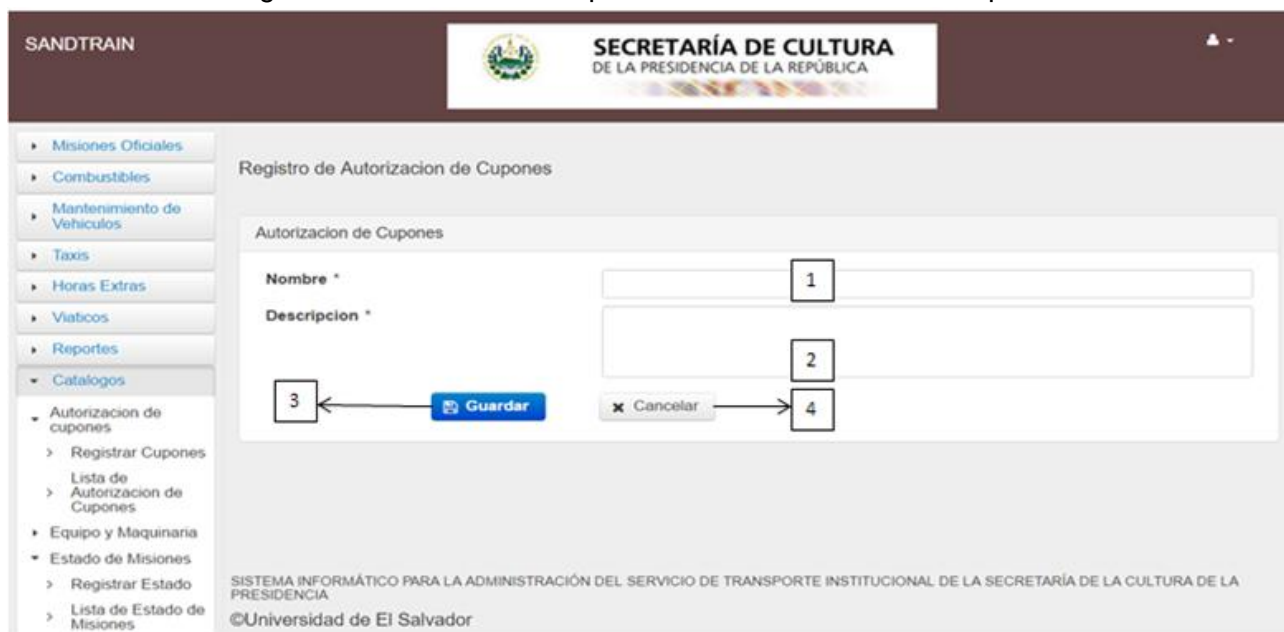 SANDTRAIN
SECRETARÍA DE CULTURA
DE LA PRESIDENCIA DE LA REPÚBLICA
Misiones Oficiales
Combustibles
Mantenimiento de
Vehiculos
Taxis
Horas Extras
Viaticos
Reportes
Catalogos
Autorizacion de
cupones
Registrar Cupones
Lista de
Autorizacion de
Cupones
Equipo y Maquinaria
Estado de Misiones
Registrar Estado
Lista de Estado de
Misiones
Registro de Autorizacion de Cupones
Autorizacion de Cupones
Nombre *
1
Descripcion *
2
3
Guardar
Cancelar
4
SISTEMA INFORMÁTICO PARA LA ADMINISTRACIÓN DEL SERVICIO DE TRANSPORTE INSTITUCIONAL DE LA SECRETARÍA DE LA CULTURA DE LA
PRESIDENCIA
©Universidad de El Salvador